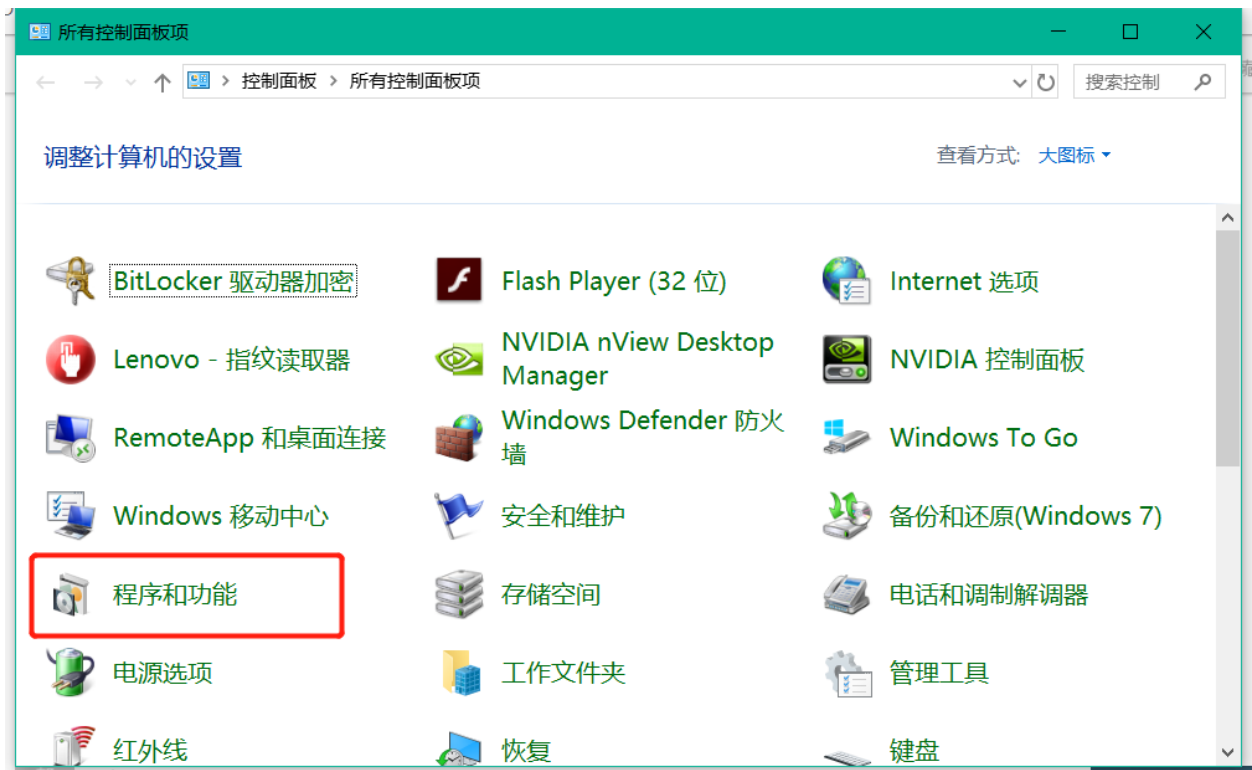 所有控制面板项
控制面板 > 所有控制面板项
搜索控制
调整计算机的设置
查看方式: 大图标
BitLocker 驱动器加密
Flash Player (32 位)
Internet 选项
Lenovo - 指纹读取器
NVIDIA nView Desktop
Manager
NVIDIA 控制面板
RemoteApp 和桌面连接
Windows Defender 防火
墙
Windows To Go
Windows 移动中心
安全和维护
备份和还原(Windows 7)
程序和功能
存储空间
电话和调制解调器
电源选项
工作文件夹
管理工具
红外线
恢复
键盘